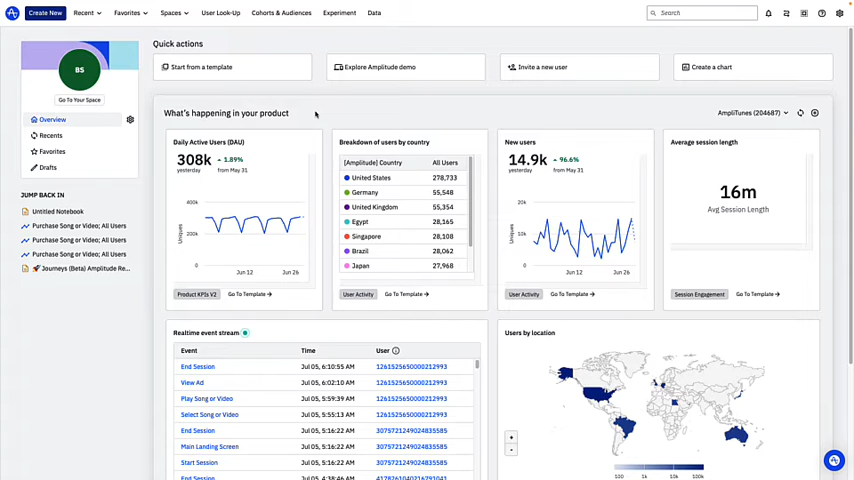 Create New
Recent
Favorites
Spaces
User Look-Up
Cohorts & Audiences
Experiment
Data
Search
BS
Go To Your Space
Overview
Recents
Favorites
Drafts
JUMP BACK IN
Untitled Notebook
Purchase Song or Video; All Users
Purchase Song or Video; All Users
Purchase Song or Video; All Users
🚀 Journeys (Beta) Amplitude Re...
Quick actions
Start from a template
Explore Amplitude demo
Invite a new user
Create a chart
What's happening in your product
AmpliTunes (204687)
Daily Active Users (DAU)
308k 1.89%
yesterday from May 31
400k
200k
0
Uniques
Jun 12 Jun 26
Product KPIs V2 Go To Template
Breakdown of users by country
[Amplitude] Country All Users
United States 278,733
Germany 55,548
United Kingdom 55,354
Egypt 28,165
Singapore 28,108
Brazil 28,062
Japan 27,968
User Activity Go To Template
New users
14.9k 96.6%
yesterday from May 31
20k
10k
0
Uniques
Jun 12 Jun 26
User Activity Go To Template
Average session length
16m
Avg Session Length
Session Engagement Go To Template
Realtime event stream
Event Time User
End Session Jul 05, 6:10:55 AM 1261525650000212993
View Ad Jul 05, 6:02:10 AM 1261525650000212993
Play Song or Video Jul 05, 5:59:39 AM 1261525650000212993
Select Song or Video Jul 05, 5:55:13 AM 1261525650000212993
End Session Jul 05, 5:16:22 AM 3075721249024835585
Main Landing Screen Jul 05, 5:16:22 AM 3075721249024835585
Start Session Jul 05, 5:16:22 AM 3075721249024835585
End Session
Users by location
+
-
100 1k 10k 100k